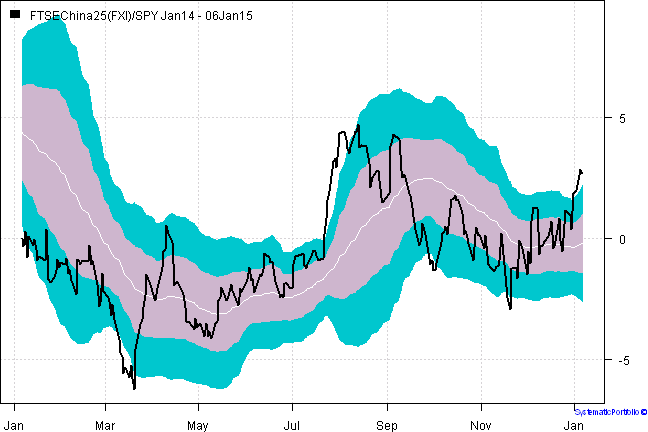 FTSEChina25(FXI)/SPY Jan14 - 06Jan15
5
0
-5
Jan Mar May Jul Sep Nov Jan
SystematicPortfolio ©